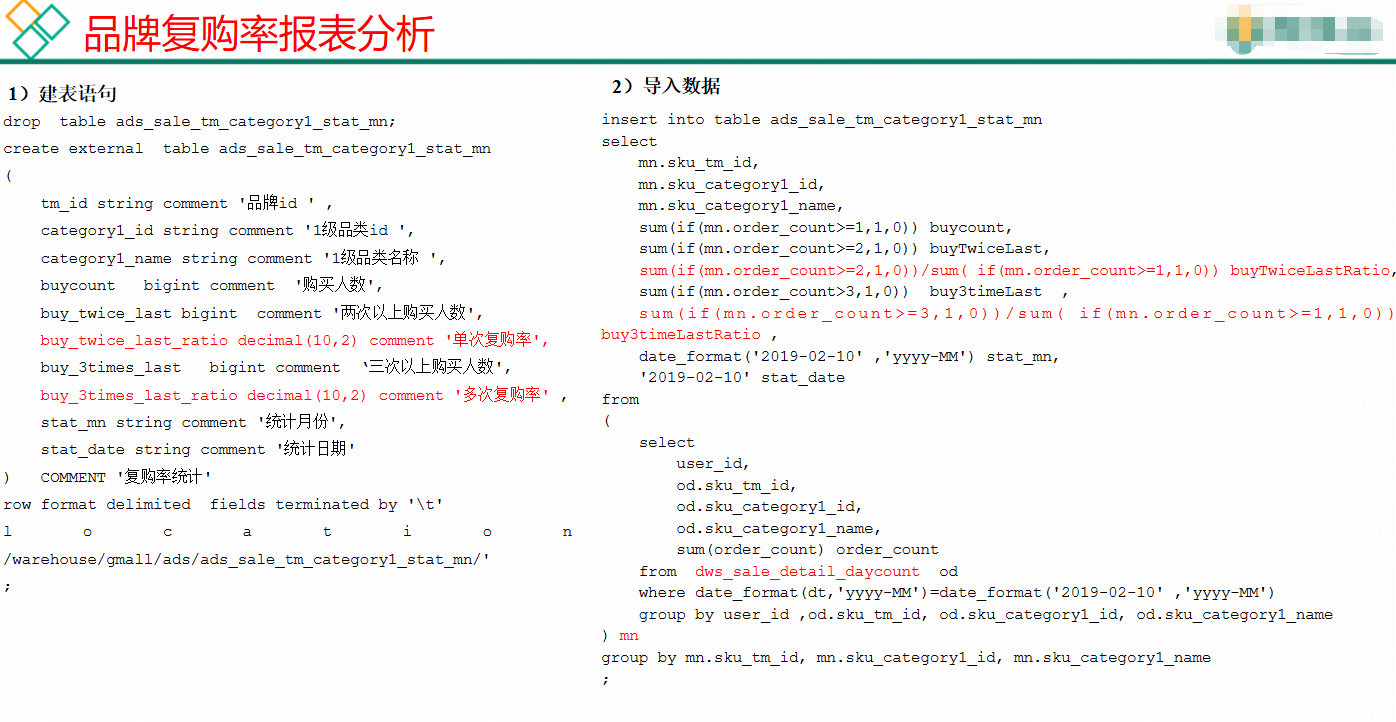 品牌复购率报表分析
1）建表语句
drop  table ads_sale_tm_category1_stat_mn;
create external  table ads_sale_tm_category1_stat_mn
(
    tm_id string comment '品牌id ' ,
    category1_id string comment '1级品类id ',
    category1_name string comment '1级品类名称 ',
    buycount   bigint comment  '购买人数',
    buy_twice_last bigint  comment '两次以上购买人数',
    buy_twice_last_ratio decimal(10,2) comment '单次复购率',
    buy_3times_last   bigint comment  '三次以上购买人数',
    buy_3times_last_ratio decimal(10,2) comment '多次复购率' ,
    stat_mn string comment '统计月份',
    stat_date string comment '统计日期'
)   COMMENT '复购率统计'
row format delimited  fields terminated by '\t'
l o c a t i o n
/warehouse/gmall/ads/ads_sale_tm_category1_stat_mn/'
;
2）导入数据
insert into table ads_sale_tm_category1_stat_mn
select
    mn.sku_tm_id,
    mn.sku_category1_id,
    mn.sku_category1_name,
    sum(if(mn.order_count>=1,1,0)) buycount,
    sum(if(mn.order_count>=2,1,0)) buyTwiceLast,
    sum(if(mn.order_count>=2,1,0))/sum( if(mn.order_count>=1,1,0)) buyTwiceLastRatio,
    sum(if(mn.order_count>3,1,0))  buy3timeLast  ,
    sum(if(mn.order_count>=3,1,0))/sum( if(mn.order_count>=1,1,0))
buy3timeLastRatio ,
    date_format('2019-02-10' ,'yyyy-MM') stat_mn,
    '2019-02-10' stat_date
from
(
    select
        user_id,
        od.sku_tm_id,
        od.sku_category1_id,
        od.sku_category1_name,
        sum(order_count) order_count
    from  dws_sale_detail_daycount  od
    where date_format(dt,'yyyy-MM')=date_format('2019-02-10' ,'yyyy-MM')
    group by user_id ,od.sku_tm_id, od.sku_category1_id, od.sku_category1_name
) mn
group by mn.sku_tm_id, mn.sku_category1_id, mn.sku_category1_name
;